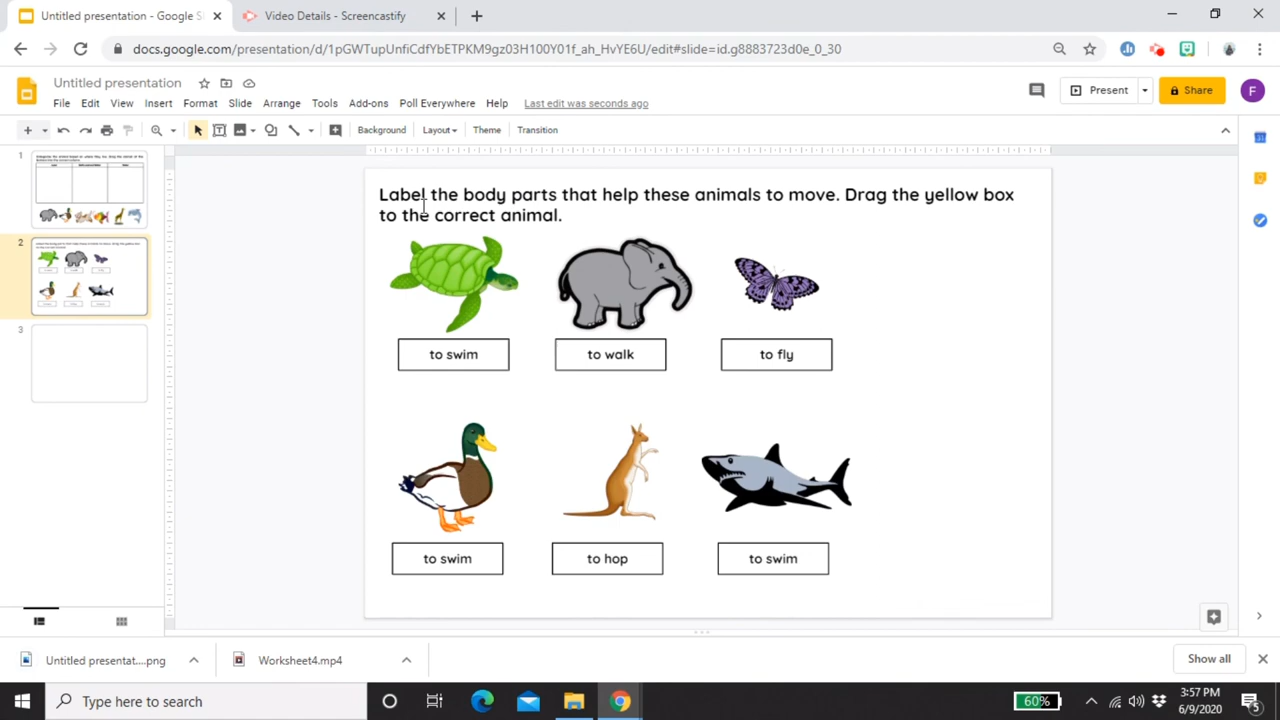 Untitled presentation - Google S
Video Details - Screencastify
docs.google.com/presentation/d/1pGWTupUnfiCdfYbETPKM9gz03H100Y01f_ah_HvYE6U/edit#slide=id.g8883723d0e_0_30
Untitled presentation
File Edit View Insert Format Slide Arrange Tools Add-ons Poll Everywhere Help Last edit was seconds ago
Present
Share
F
Background Layout Theme Transition
1
2
3
Label the body parts that help these animals to move. Drag the yellow box
to the correct animal.
to swim
to walk
to fly
to swim
to hop
to swim
Untitled presentat....png
Worksheet4.mp4
Show all
Type here to search
60%
3:57 PM
6/9/2020
5